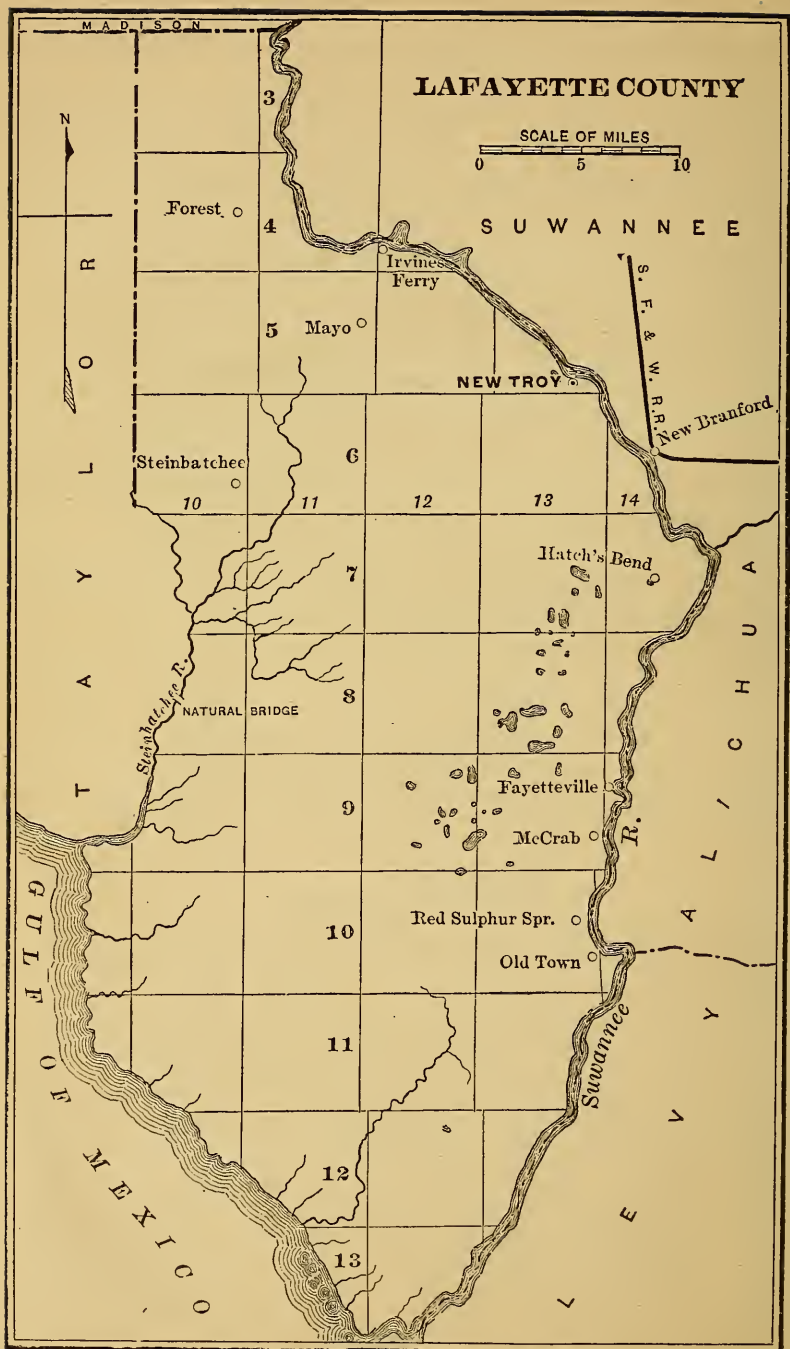 MADISON
LAFAYETTE COUNTY
SCALE OF MILES
0 5 10
N
3
Forest
4
SUWANNEE
Irvines
Ferry
S. F. & W. R.R.
5
Mayo
NEW TROY
New Branford
TAYLOR
Steinbatchee
6
10 11 12 13 14
Hatch's Bend
7
Steinhatchee R.
NATURAL BRIDGE
8
ALACHUA
Fayetteville
9
McCrab
R.
Red Sulphur Spr.
10
Old Town
GULF OF MEXICO
11
Suwannee
LEVY
12
13